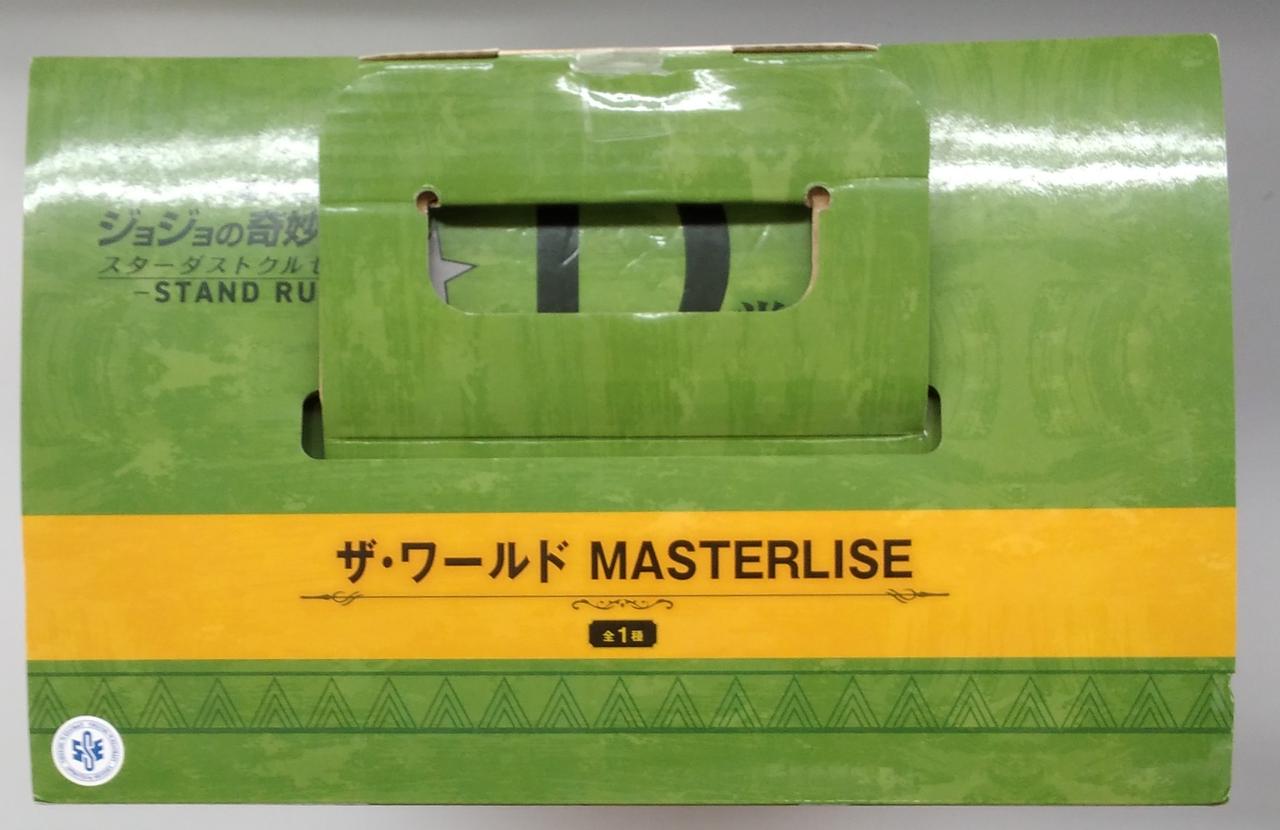 ジョジョの奇妙
スターダストクルセ
-STAND RU
D
ザ・ワールド MASTERLISE
全1種